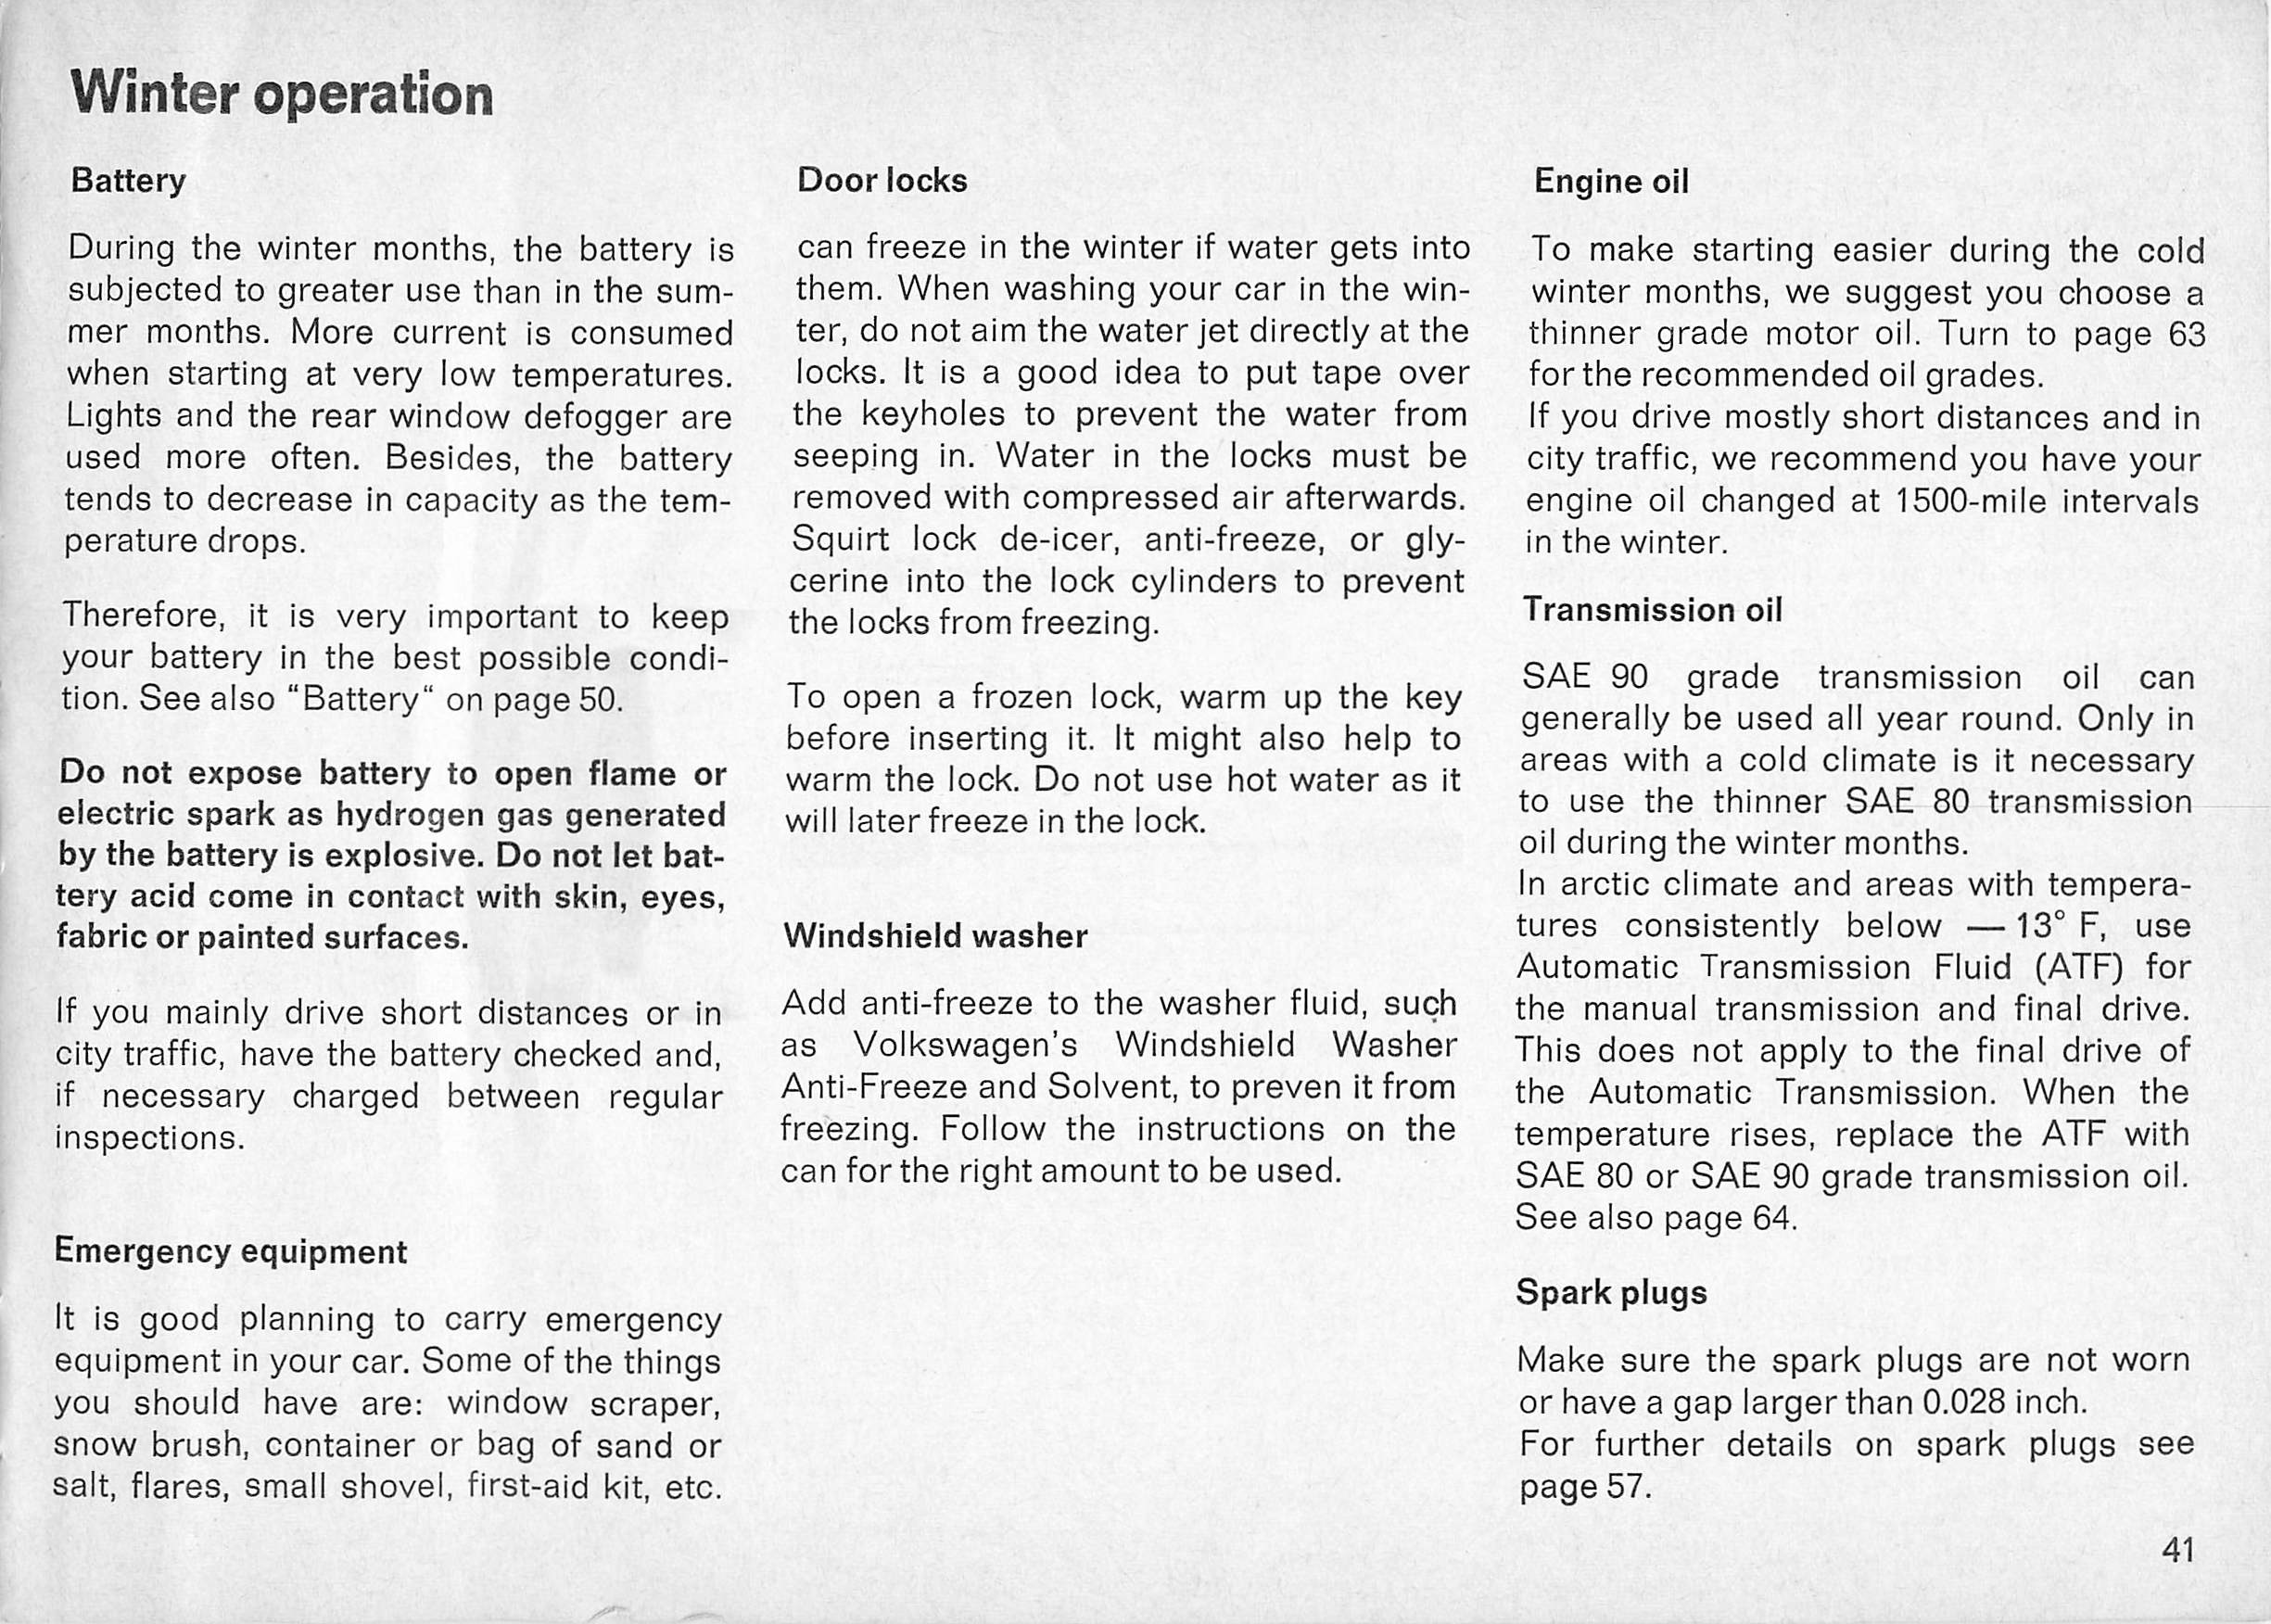 Winter operation
Battery
During the winter months, the battery is
subjected to greater use than in the sum-
mer months. More current is consumed
when starting at very low temperatures.
Lights and the rear window defogger are
used more often. Besides, the battery
tends to decrease in capacity as the tem-
perature drops.
Therefore, it is very important to keep
your battery in the best possible condi-
tion. See also “Battery“ on page 50.
Do not expose battery to open flame or
electric spark as hydrogen gas generated
by the battery is explosive. Do not let bat-
tery acid come in contact with skin, eyes,
fabric or painted surfaces.
If you mainly drive short distances or in
city traffic, have the battery checked and,
if necessary charged between regular
inspections.
Emergency equipment
It is good planning to carry emergency
equipment in your car. Some of the things
you should have are: window scraper,
snow brush, container or bag of sand or
salt, flares, small shovel, first-aid kit, etc.
Door locks
can freeze in the winter if water gets into
them. When washing your car in the win-
ter, do not aim the water jet directly at the
locks. It is a good idea to put tape over
the keyholes to prevent the water from
seeping in. Water in the locks must be
removed with compressed air afterwards.
Squirt lock de-icer, anti-freeze, or gly-
cerine into the lock cylinders to prevent
the locks from freezing.
To open a frozen lock, warm up the key
before inserting it. It might also help to
warm the lock. Do not use hot water as it
will later freeze in the lock.
Windshield washer
Add anti-freeze to the washer fluid, such
as Volkswagen's Windshield Washer
Anti-Freeze and Solvent, to preven it from
freezing. Follow the instructions on the
can for the right amount to be used.
Engine oil
To make starting easier during the cold
winter months, we suggest you choose a
thinner grade motor oil. Turn to page 63
for the recommended oil grades.
If you drive mostly short distances and in
city traffic, we recommend you have your
engine oil changed at 1500-mile intervals
in the winter.
Transmission oil
SAE 90 grade transmission oil can
generally be used all year round. Only in
areas with a cold climate is it necessary
to use the thinner SAE 80 transmission
oil during the winter months.
In arctic climate and areas with tempera-
tures consistently below — 13° F, use
Automatic Transmission Fluid (ATF) for
the manual transmission and final drive.
This does not apply to the final drive of
the Automatic Transmission. When the
temperature rises, replace the ATF with
SAE 80 or SAE 90 grade transmission oil.
See also page 64.
Spark plugs
Make sure the spark plugs are not worn
or have a gap larger than 0.028 inch.
For further details on spark plugs see
page 57.
41